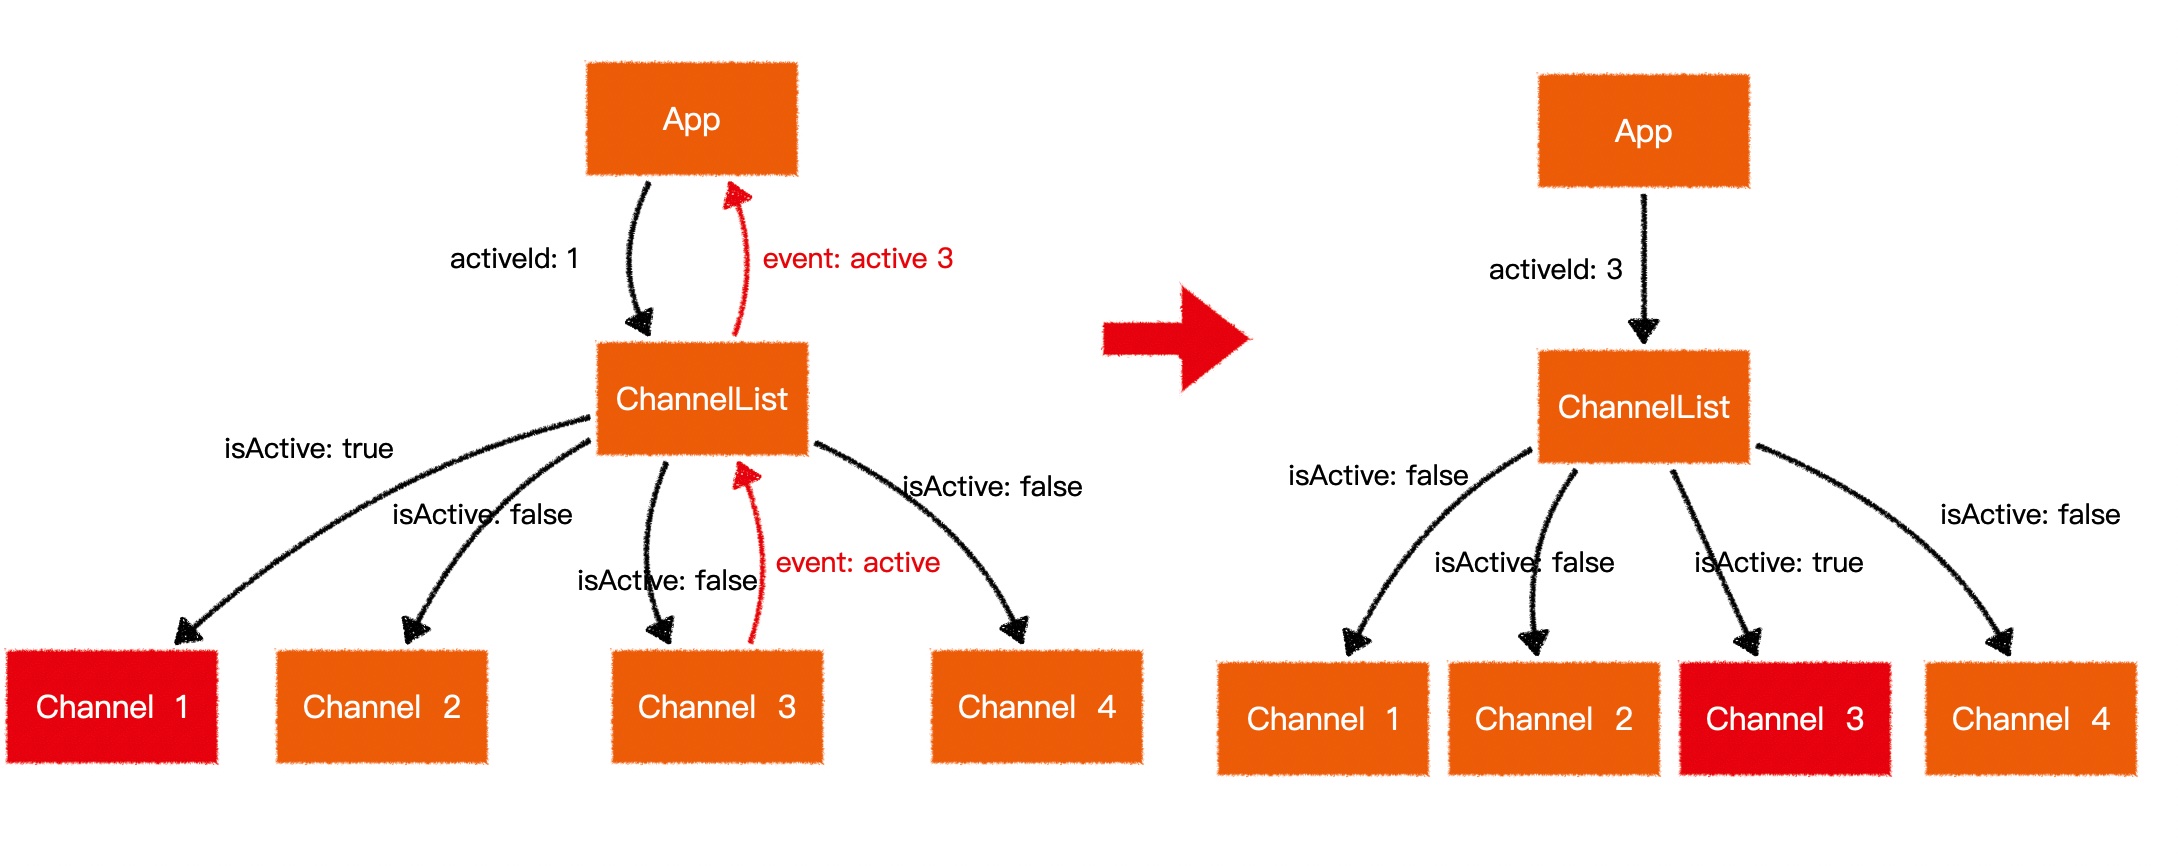 App
activeId: 1
event: active 3
ChannelList
isActive: true
isActive: false
isActive: false
isActive: false
event: active
Channel 1
Channel 2
Channel 3
Channel 4
App
activeId: 3
ChannelList
isActive: false
isActive: false
isActive: true
isActive: false
Channel 1
Channel 2
Channel 3
Channel 4